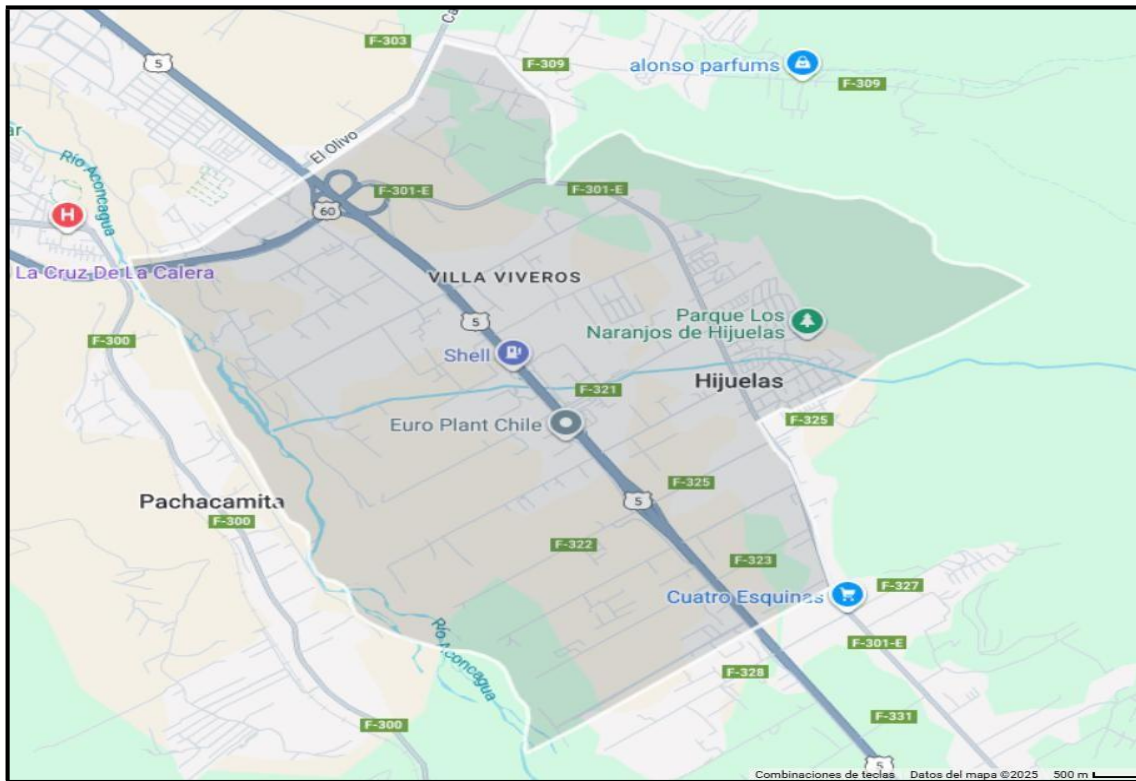 Ca
F-303
5
F-309
alonso parfums
F-309
ar
Río Aconcagua
El Olivo
F-301-E
F-301-E
60
H
La Cruz De La Calera
VILLA VIVEROS
5
Parque Los
Naranjos de Hijuelas
F-300
Shell
F-321
Hijuelas
Euro Plant Chile
F-325
F-325
5
Pachacamita
F-300
F-322
F-323
F-327
Cuatro Esquinas
F-301-E
Río Aconcagua
F-328
F-300
F-331
5
Combinaciones de teclas Datos del mapa ©2025 500 m